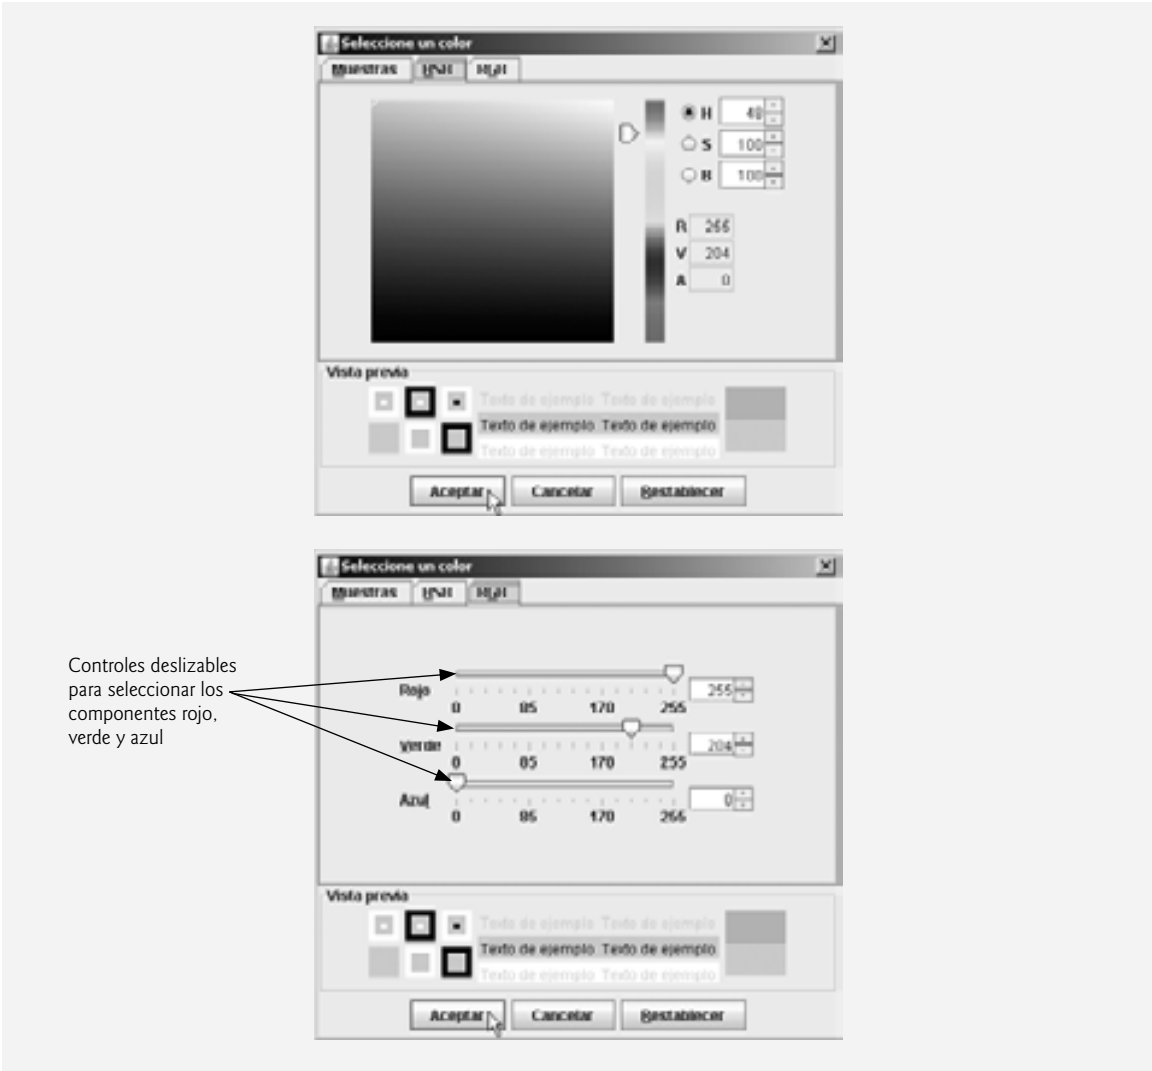 Seleccione un color
Muestras HSB RGB
H 48
S 100
B 100
R 255
V 204
A 0
Vista previa
Texto de ejemplo Texto de ejemplo
Texto de ejemplo Texto de ejemplo
Texto de ejemplo Texto de ejemplo
Aceptar Cancelar Restablecer
Seleccione un color
Muestras HSB RGB
Controles deslizables
para seleccionar los
componentes rojo,
verde y azul
Rojo 255
0 85 170 255
Verde 204
0 85 170 255
Azul 0
0 85 170 255
Vista previa
Texto de ejemplo Texto de ejemplo
Texto de ejemplo Texto de ejemplo
Texto de ejemplo Texto de ejemplo
Aceptar Cancelar Restablecer